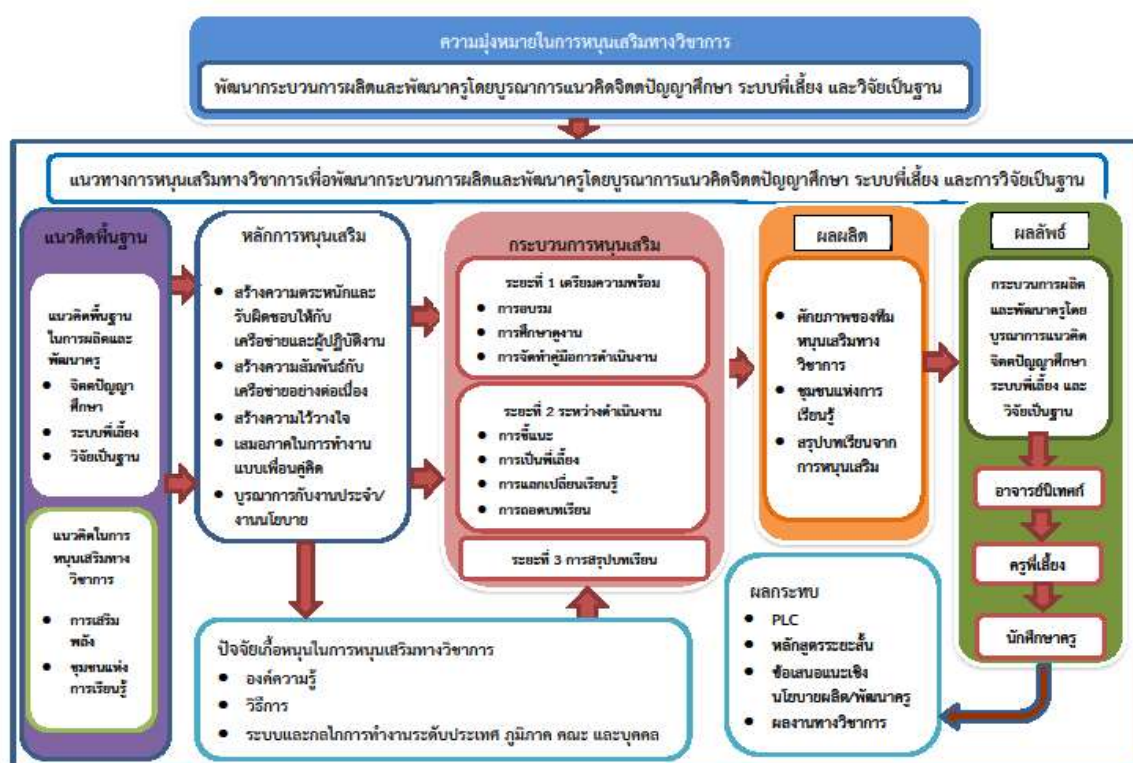 ความมุ่งหมายในการหนุนเสริมทางวิชาการ
พัฒนากระบวนการผลิตและพัฒนาครูโดยบูรณาการแนวคิดจิตตปัญญาศึกษา ระบบพี่เลี้ยง และวิจัยเป็นฐาน
แนวทางการหนุนเสริมทางวิชาการเพื่อพัฒนากระบวนการผลิตและพัฒนาครูโดยบูรณาการแนวคิดจิตตปัญญาศึกษา ระบบพี่เลี้ยง และการวิจัยเป็นฐาน
แนวคิดพื้นฐาน
แนวคิดพื้นฐาน
ในการผลิตและ
พัฒนาครู
● จิตตปัญญา
ศึกษา
● ระบบพี่เลี้ยง
● วิจัยเป็นฐาน
แนวคิดในการ
หนุนเสริมทาง
วิชาการ
● การเสริม
พลัง
● ชุมชนแห่ง
การเรียนรู้
หลักการหนุนเสริม
● สร้างความตระหนักและ
รับผิดชอบให้กับ
เครือข่ายและผู้ปฏิบัติงาน
● สร้างความสัมพันธ์กับ
เครือข่ายอย่างต่อเนื่อง
● สร้างความไว้วางใจ
● เสมอภาคในการทำงาน
แบบเพื่อนคู่คิด
● บูรณาการกับงานประจำ/
งานนโยบาย
กระบวนการหนุนเสริม
ระยะที่ 1 เตรียมความพร้อม
● การอบรม
● การศึกษาดูงาน
● การจัดทำคู่มือการดำเนินงาน
ระยะที่ 2 ระหว่างดำเนินงาน
● การชี้แนะ
● การเป็นพี่เลี้ยง
● การแลกเปลี่ยนเรียนรู้
● การถอดบทเรียน
ระยะที่ 3 การสรุปบทเรียน
ปัจจัยเกื้อหนุนในการหนุนเสริมทางวิชาการ
● องค์ความรู้
● วิธีการ
● ระบบและกลไกการทำงานระดับประเทศ ภูมิภาค คณะ และบุคคล
ผลผลิต
● ศักยภาพของทีม
หนุนเสริมทาง
วิชาการ
● ชุมชนแห่งการ
เรียนรู้
● สรุปบทเรียนจาก
การหนุนเสริม
ผลลัพธ์
กระบวนการผลิต
และพัฒนาครูโดย
บูรณาการแนวคิด
จิตตปัญญาศึกษา
ระบบพี่เลี้ยง และ
วิจัยเป็นฐาน
อาจารย์นิเทศก์
ครูพี่เลี้ยง
นักศึกษาครู
ผลกระทบ
● PLC
● หลักสูตรระยะสั้น
● ข้อเสนอแนะเชิง
นโยบายผลิต/พัฒนาครู
● ผลงานทางวิชาการ